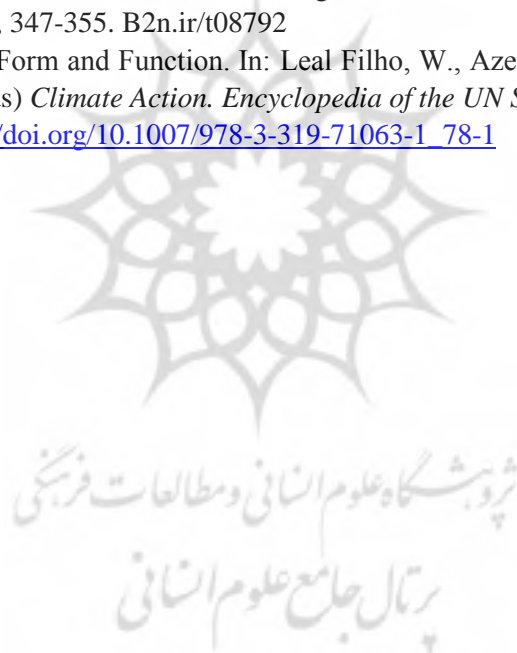 , 347-355. B2n.ir/t08792
Form and Function. In: Leal Filho, W., Aze
s) Climate Action. Encyclopedia of the UN S
/doi.org/10.1007/978-3-319-71063-1_78-1
پژوهشگاه علوم انسانی و مطالعات فرهنگی
پرتال جامع علوم انسانی